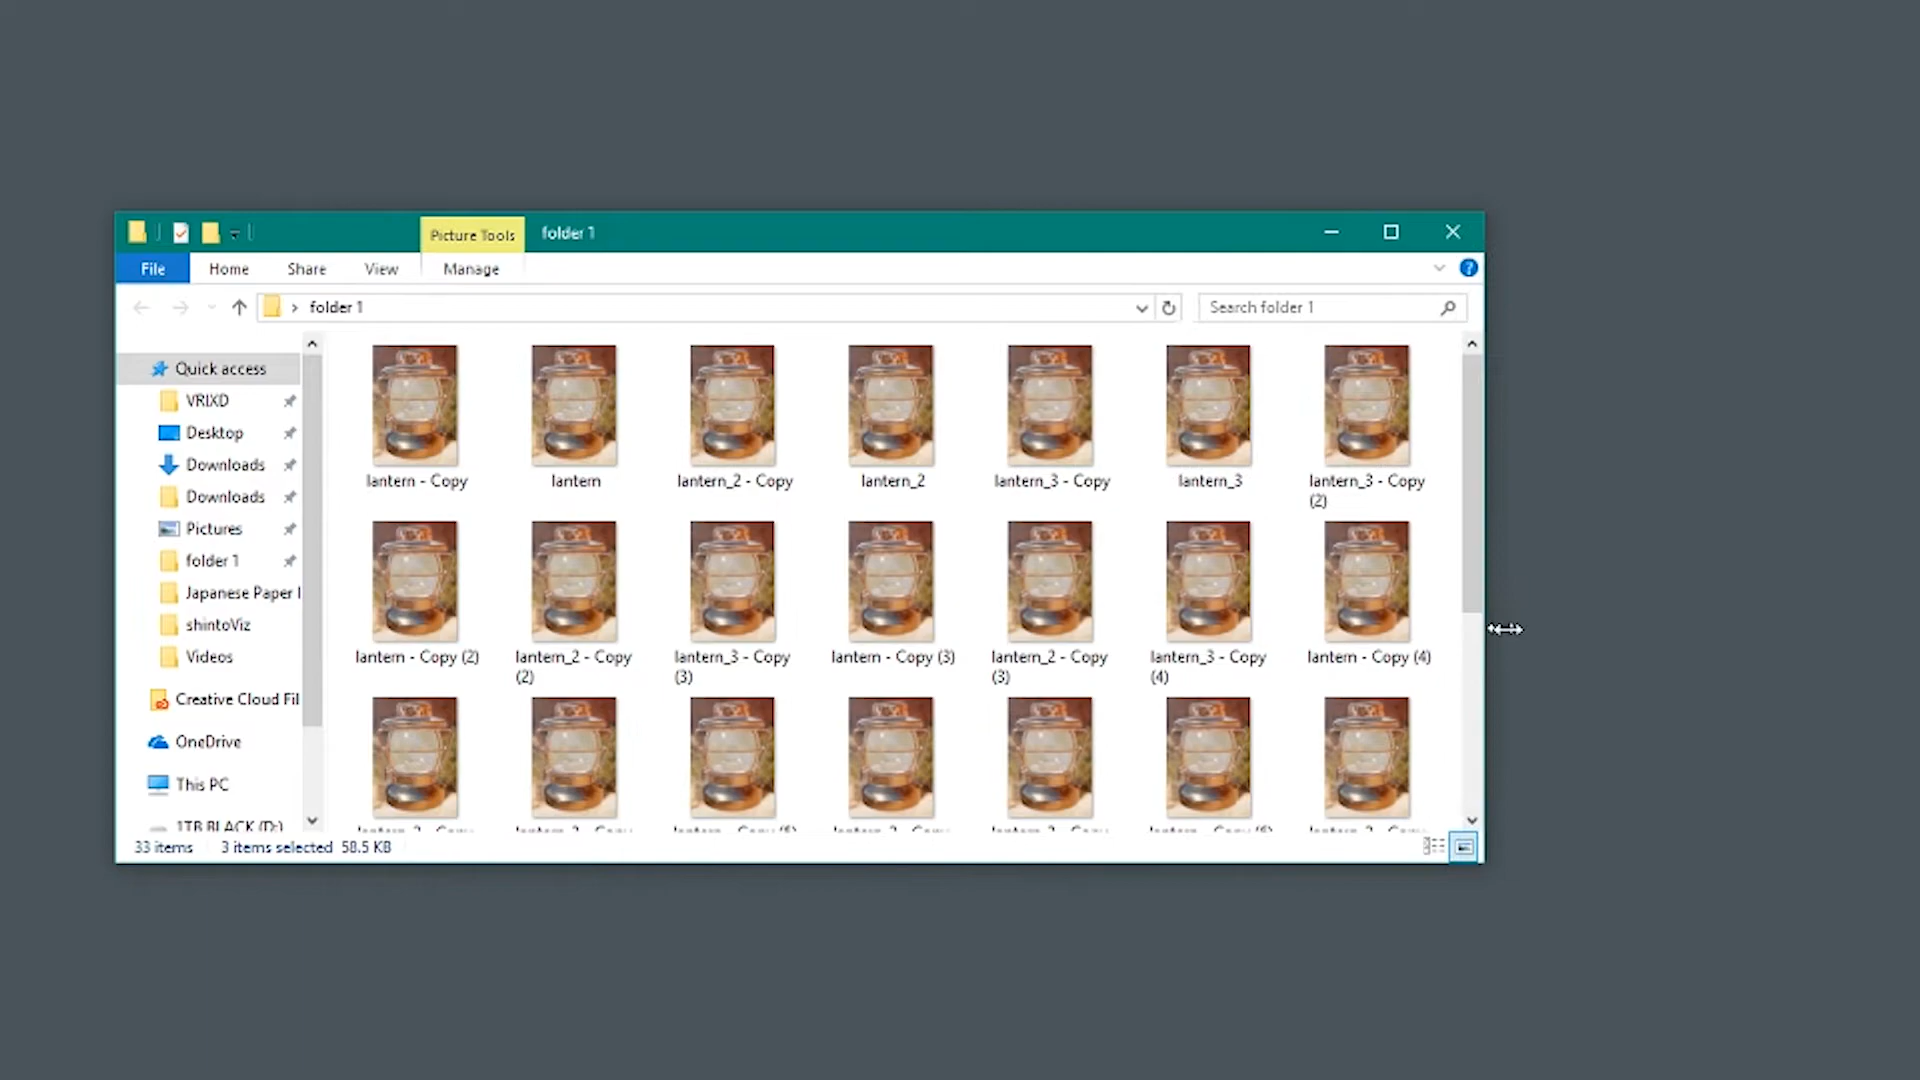 Picture Tools
folder 1
File
Home
Share
View
Manage
folder 1
Search folder 1
Quick access
VRIXD
Desktop
Downloads
Downloads
Pictures
folder 1
Japanese Paper
shintoViz
Videos
Creative Cloud Fil
OneDrive
This PC
1TB BLACK (D:)
lantern - Copy
lantern
lantern_2 - Copy
lantern_2
lantern_3 - Copy
lantern_3
lantern_3 - Copy
(2)
lantern - Copy (2)
lantern_2 - Copy
(2)
lantern_3 - Copy
(3)
lantern - Copy (3)
lantern_2 - Copy
(3)
lantern_3 - Copy
(4)
lantern - Copy (4)
33 items
3 items selected 58.5 KB